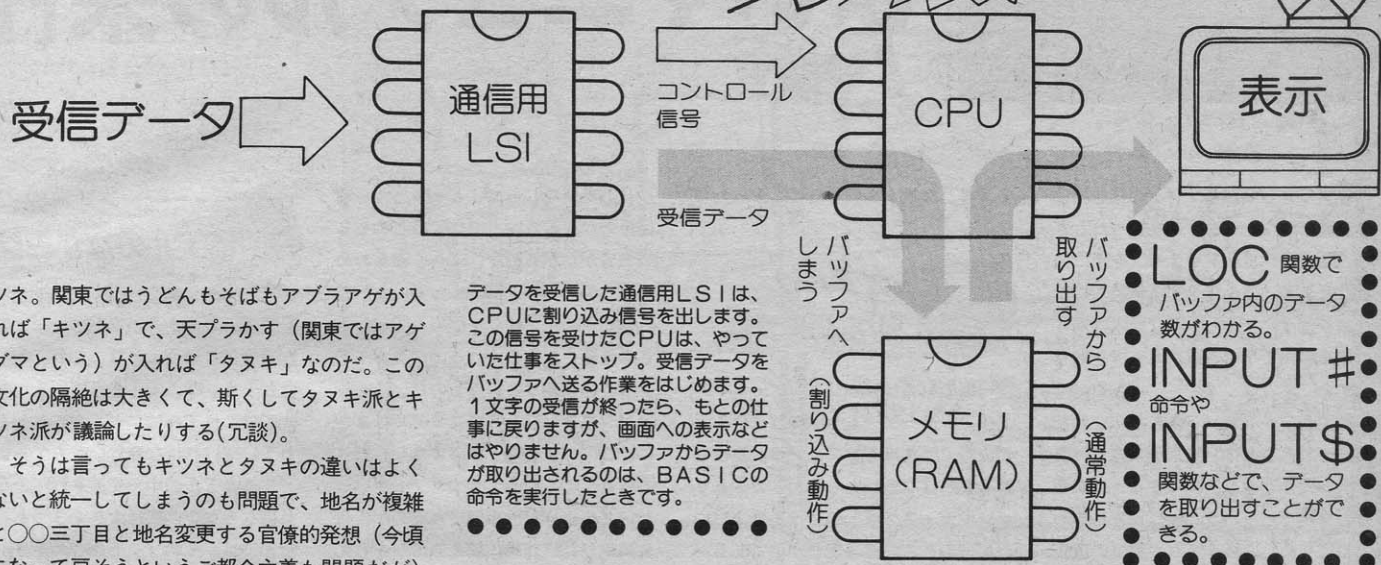 受信データ
通信用
LSI
コントロール
信号
受信データ
CPU
表示
バッファへ
しまう
(割り込み動作)
バッファから
取り出す
(通常動作)
メモリ
(RAM)
LOC 関数で
バッファ内のデータ
数がわかる。
INPUT #
命令や
INPUT$
関数などで、データ
を取り出すことがで
きる。
データを受信した通信用LSIは、
CPUに割り込み信号を出します。
この信号を受けたCPUは、やって
いた仕事をストップ。受信データを
バッファへ送る作業をはじめます。
1文字の受信が終ったら、もとの仕
事に戻りますが、画面への表示など
はやりません。バッファからデータ
が取り出されるのは、BASICの
命令を実行したときです。
ツネ。関東ではうどんもそばもアブラアゲが入
れば「キツネ」で、天プラかす(関東ではアゲ
ダマという)が入れば「タヌキ」なのだ。この
文化の隔絶は大きくて、斯くしてタヌキ派とキ
ツネ派が議論したりする(冗談)。
そうは言ってもキツネとタヌキの違いはよく
ないと統一してしまうのも問題で、地名が複雑
と○○三丁目と地名変更する官僚的発想(今頃